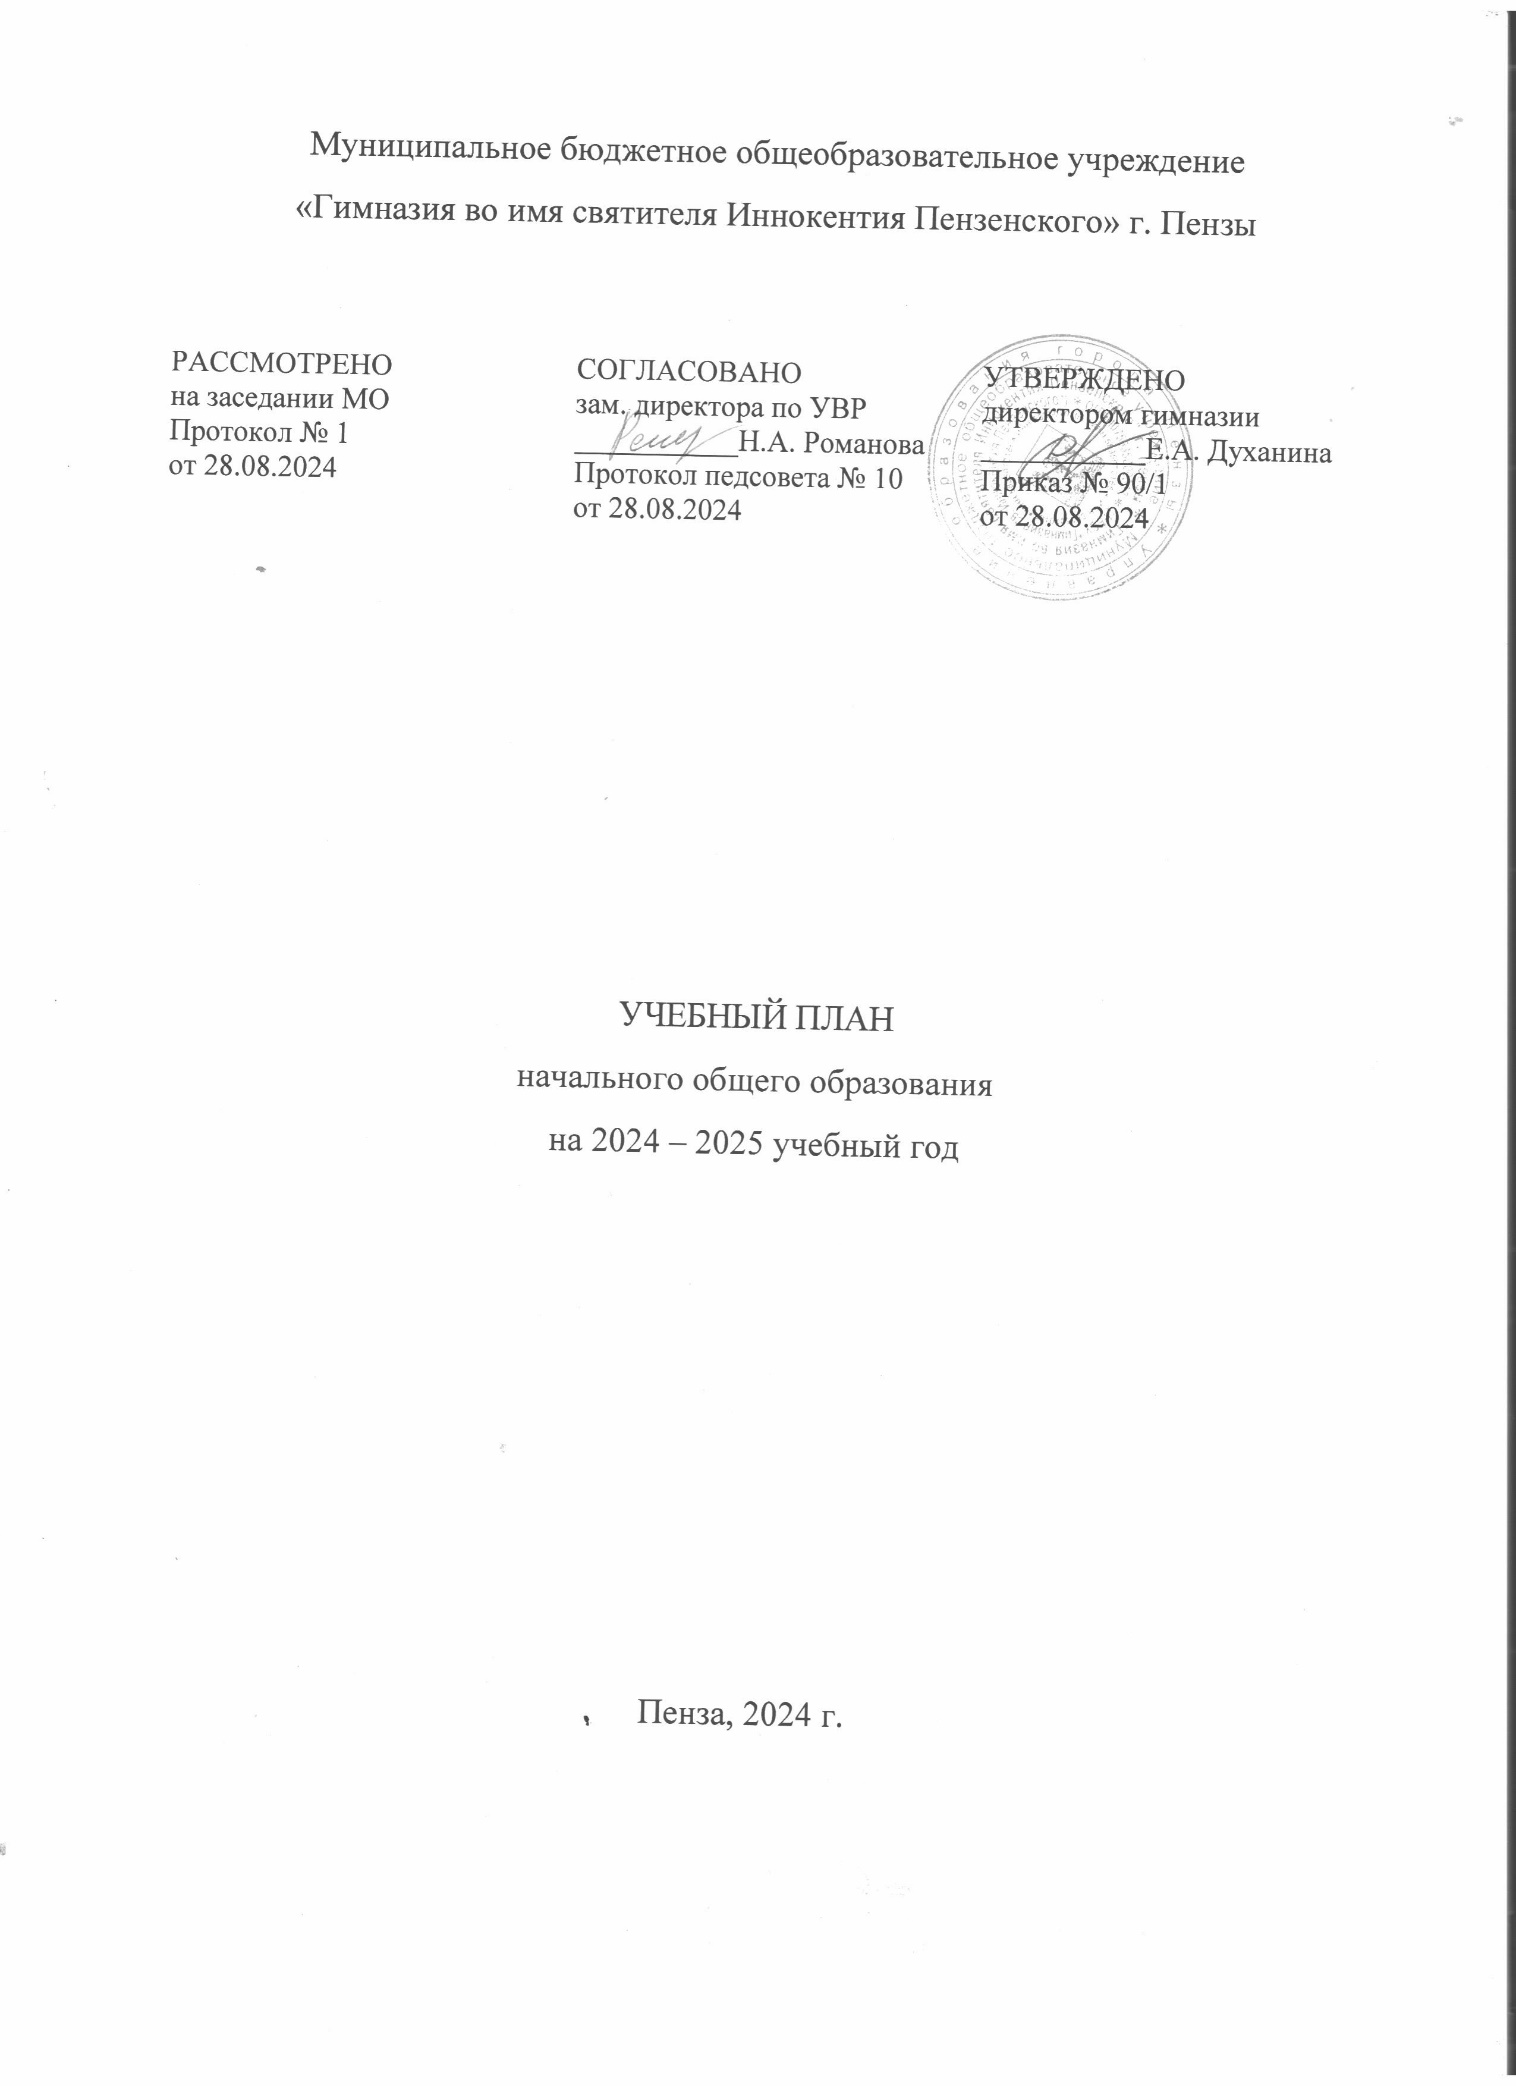 Муниципальное бюджетное общеобразовательное учреждение
«Гимназия во имя святителя Иннокентия Пензенского» г. Пензы
РАССМОТРЕНО
на заседании МО
Протокол № 1
от 28.08.2024
СОГЛАСОВАНО
зам. директора по УВР
____________Н.А. Романова
Протокол педсовета № 10
от 28.08.2024
УТВЕРЖДЕНО
директором гимназии
____________Е.А. Духанина
Приказ № 90/1
от 28.08.2024
УЧЕБНЫЙ ПЛАН
начального общего образования
на 2024 – 2025 учебный год
Пенза, 2024 г.